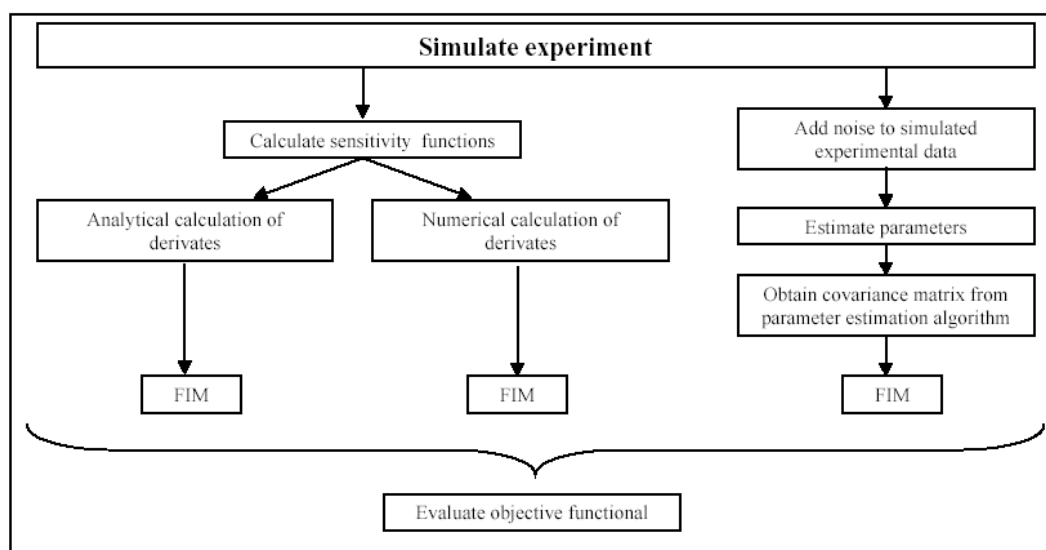 Simulate experiment
Calculate sensitivity functions
Analytical calculation of
derivates
Numerical calculation of
derivates
FIM
FIM
Add noise to simulated
experimental data
Estimate parameters
Obtain covariance matrix from
parameter estimation algorithm
FIM
Evaluate objective functional